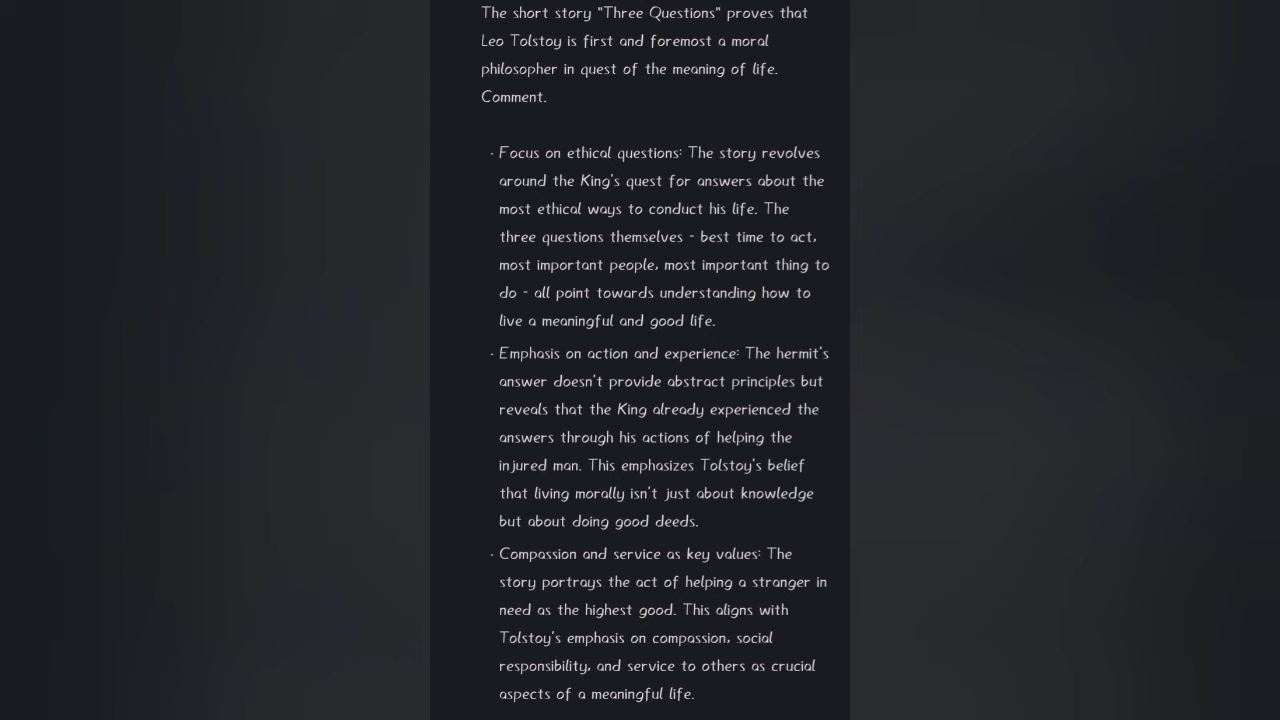 The short story "Three Questions" proves that
Leo Tolstoy is first and foremost a moral
philosopher in quest of the meaning of life.
Comment.
· Focus on ethical questions: The story revolves
around the King's quest for answers about the
most ethical ways to conduct his life. The
three questions themselves - best time to act,
most important people, most important thing to
do - all point towards understanding how to
live a meaningful and good life.
· Emphasis on action and experience: The hermit's
answer doesn't provide abstract principles but
reveals that the King already experienced the
answers through his actions of helping the
injured man. This emphasizes Tolstoy's belief
that living morally isn't just about knowledge
but about doing good deeds.
· Compassion and service as key values: The
story portrays the act of helping a stranger in
need as the highest good. This aligns with
Tolstoy's emphasis on compassion, social
responsibility, and service to others as crucial
aspects of a meaningful life.